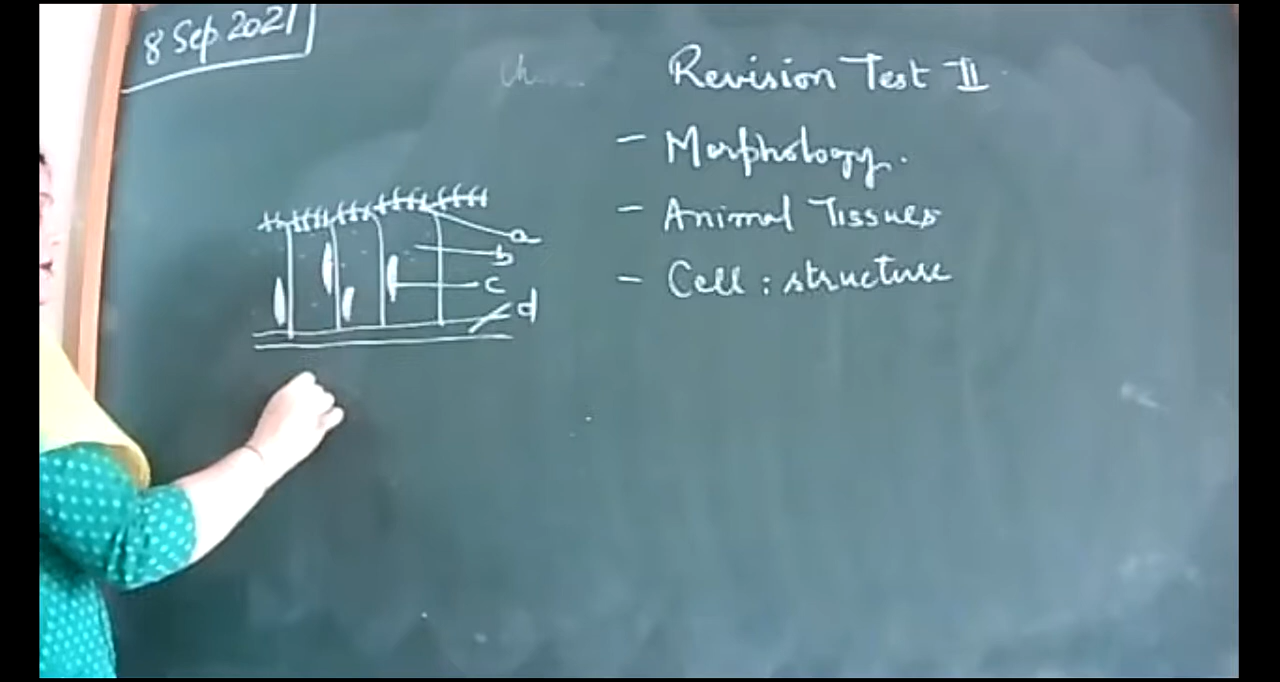 8 Sep 2021
Revision Test II
- Morphology.
- Animal Tissues
- Cell : structure
a
b
c
d